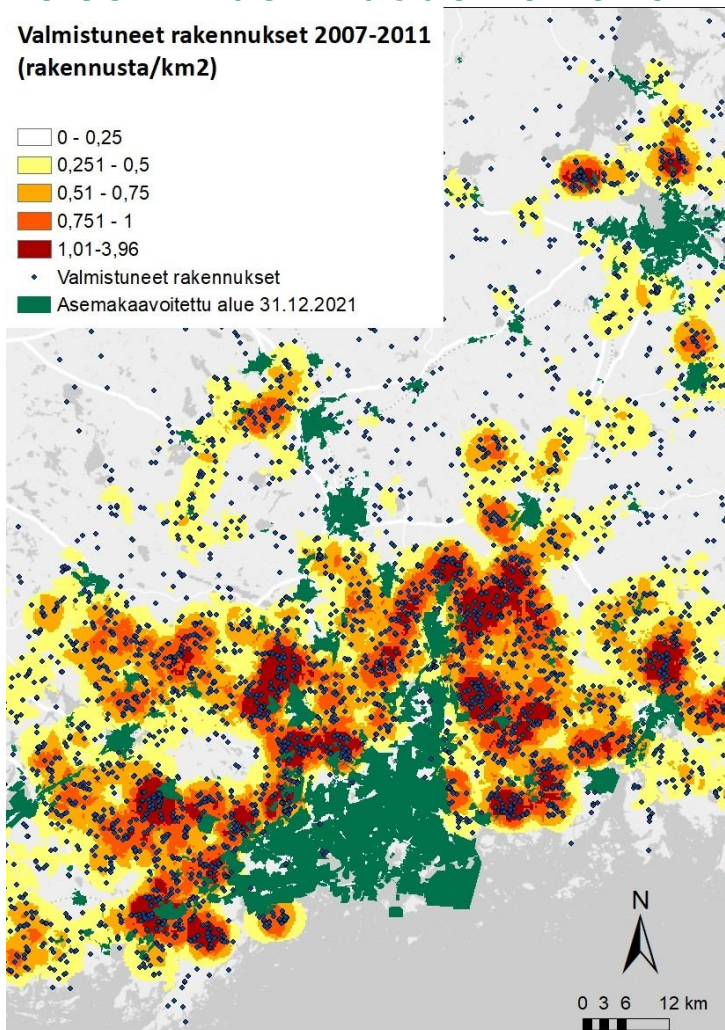 Valmistuneet rakennukset 2007-2011
(rakennusta/km2)
0 - 0,25
0,251 - 0,5
0,51 - 0,75
0,751 - 1
1,01-3,96
Valmistuneet rakennukset
Asemakaavoitettu alue 31.12.2021
N
0 3 6 12 km